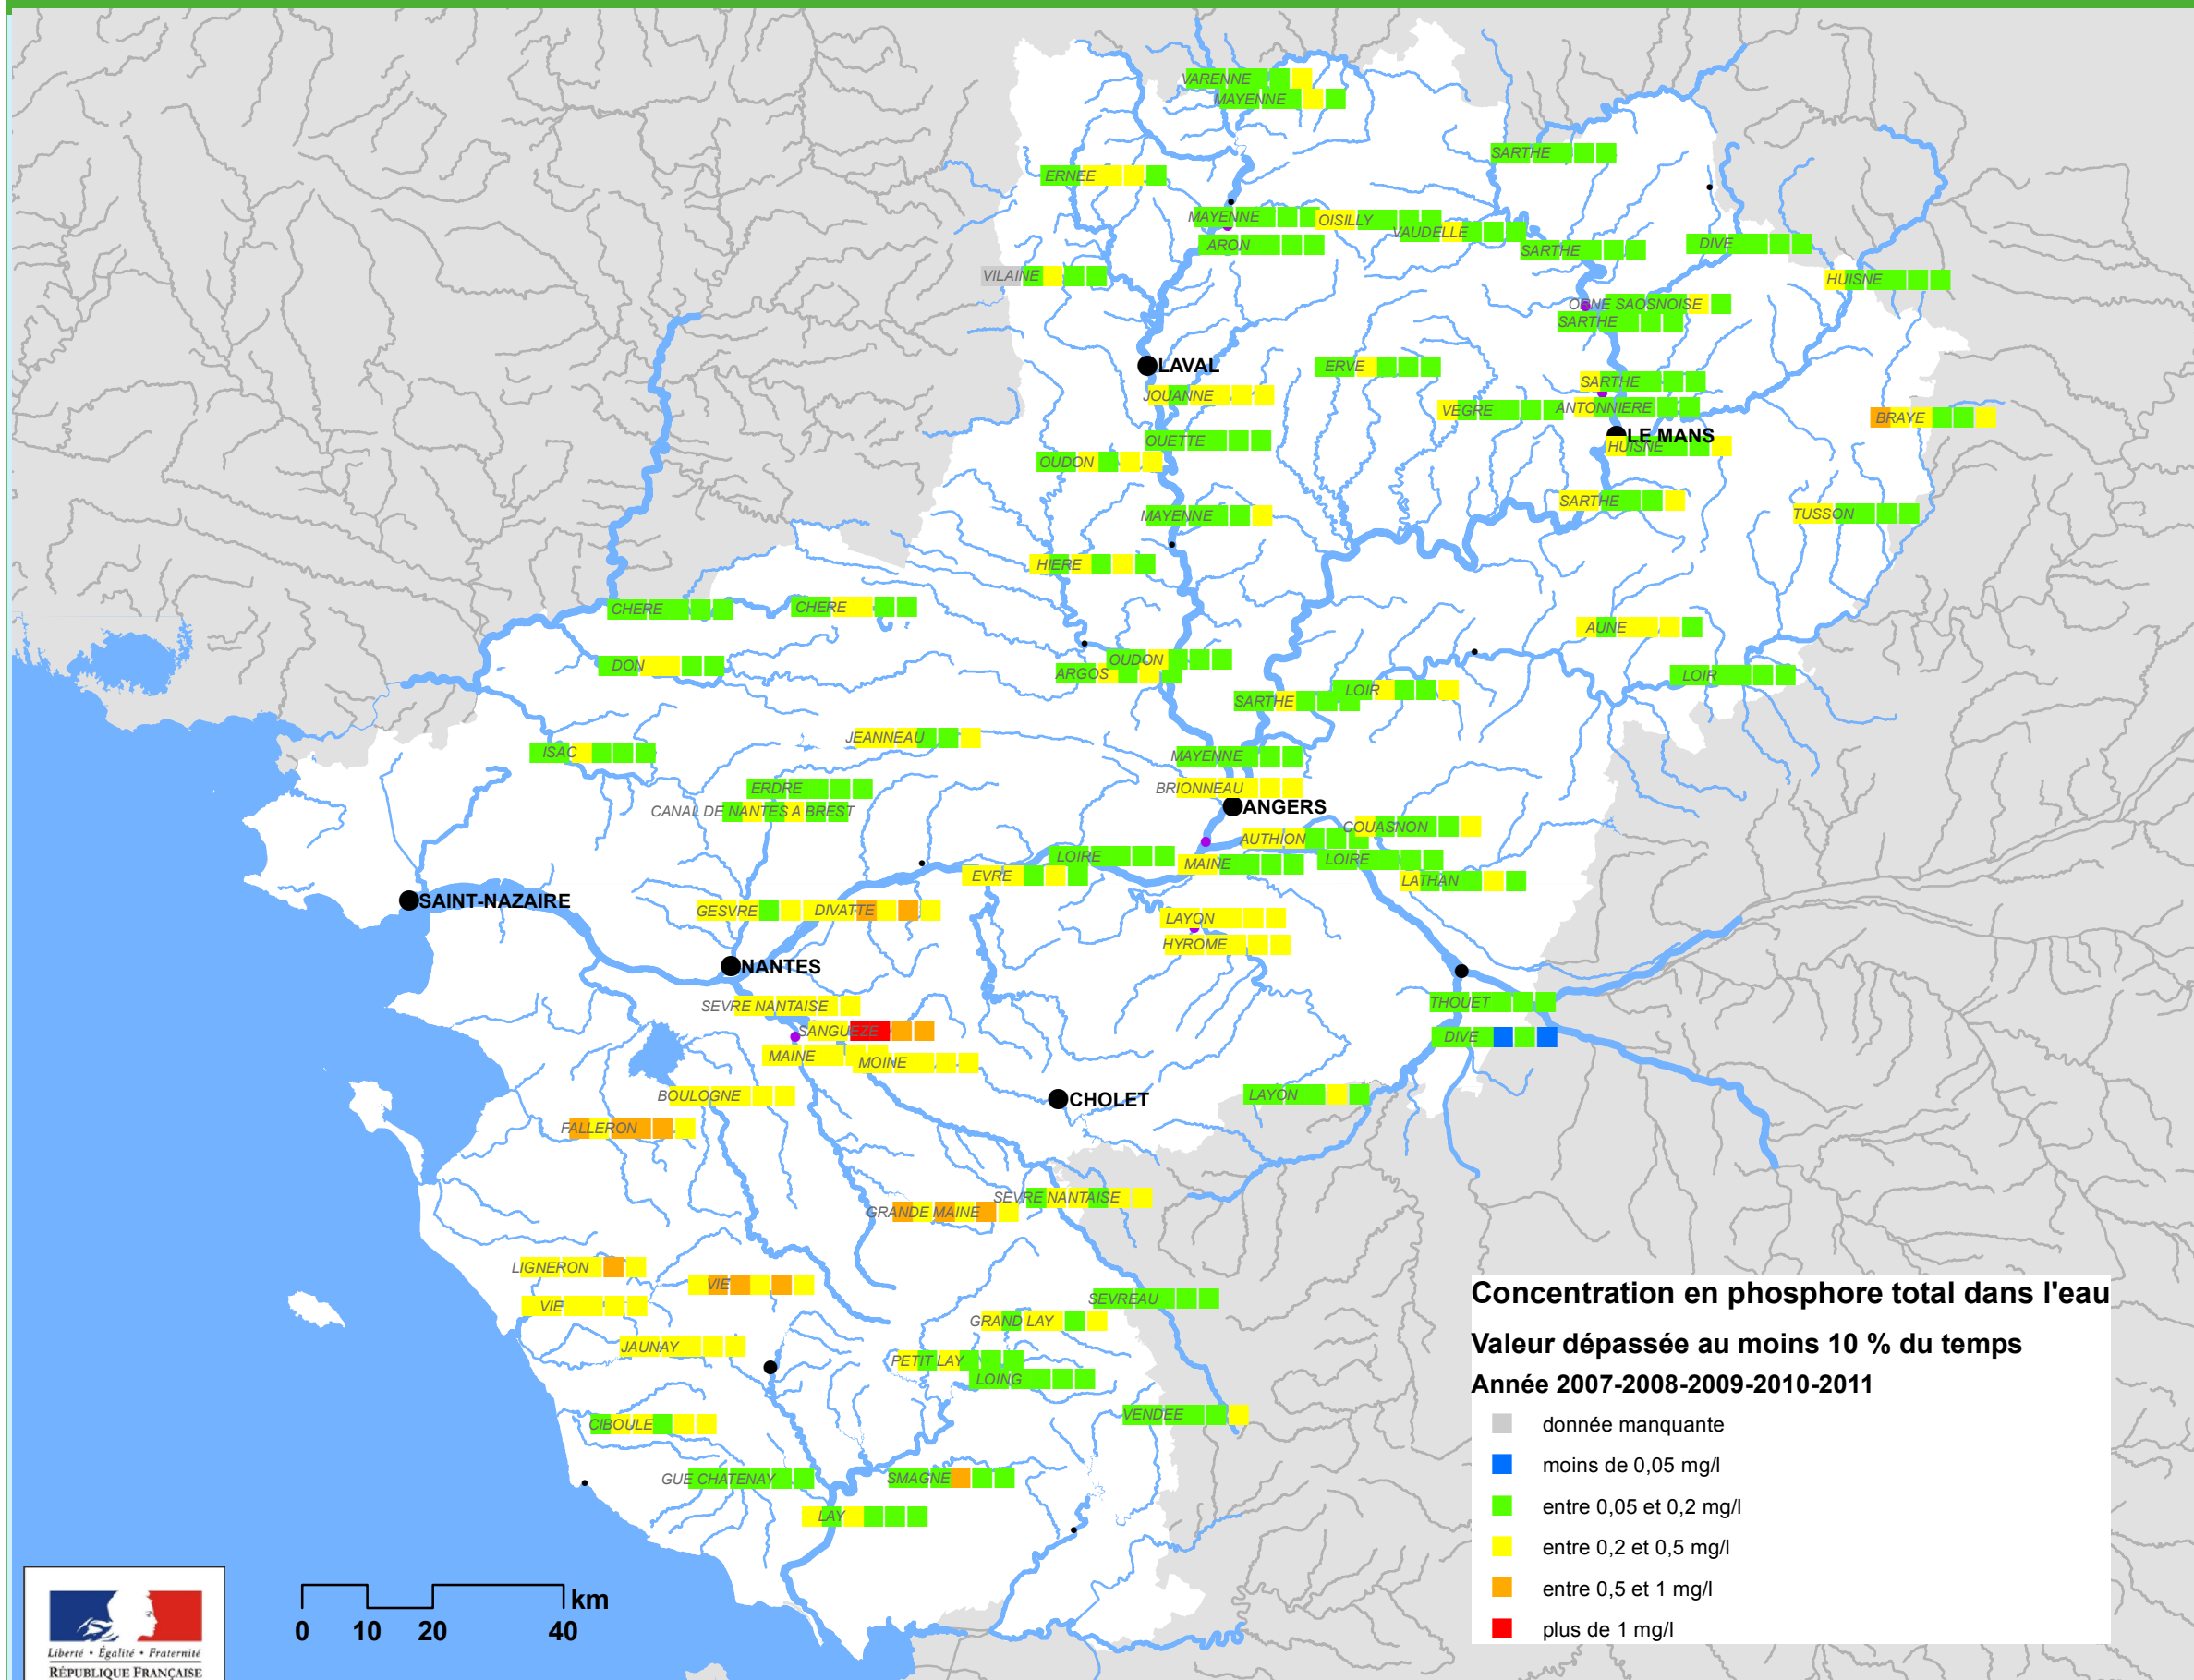 VARENNE
MAYENNE
SARTHE
ERNEE
MAYENNE
OISILLY
VAUDELLE
ARON
SARTHE
DIVE
VILAINE
HUISNE
ORNE SAOSNOISE
SARTHE
LAVAL
ERVE
JOUANNE
SARTHE
VEGRE
ANTONNIERE
BRAYE
OUETTE
LE MANS
HUISNE
OUDON
SARTHE
MAYENNE
TUSSON
HIERE
CHERE
CHERE
AUNE
DON
OUDON
ARGOS
LOIR
LOIR
SARTHE
JEANNEAU
ISAC
MAYENNE
ERDRE
BRIONNEAU
CANAL DE NANTES A BREST
ANGERS
COUASNON
AUTHION
LOIRE
MAINE
LOIRE
EVRE
LATHAN
SAINT-NAZAIRE
GESVRE
DIVATTE
LAYON
HYROME
NANTES
SEVRE NANTAISE
THOUET
SANGUEZE
DIVE
MAINE
MOINE
BOULOGNE
CHOLET
LAYON
FALLERON
SEVRE NANTAISE
GRANDE MAINE
LIGNERON
VIE
VIE
SEVREAU
GRAND LAY
JAUNAY
PETIT LAY
LOING
VENDEE
CIBOULE
GUE CHATENAY
SMAGNE
LAY
Concentration en phosphore total dans l'eau
Valeur dépassée au moins 10 % du temps
Année 2007-2008-2009-2010-2011
donnée manquante
moins de 0,05 mg/l
entre 0,05 et 0,2 mg/l
entre 0,2 et 0,5 mg/l
entre 0,5 et 1 mg/l
plus de 1 mg/l
km
0 10 20 40
Liberté • Égalité • Fraternité
RÉPUBLIQUE FRANÇAISE